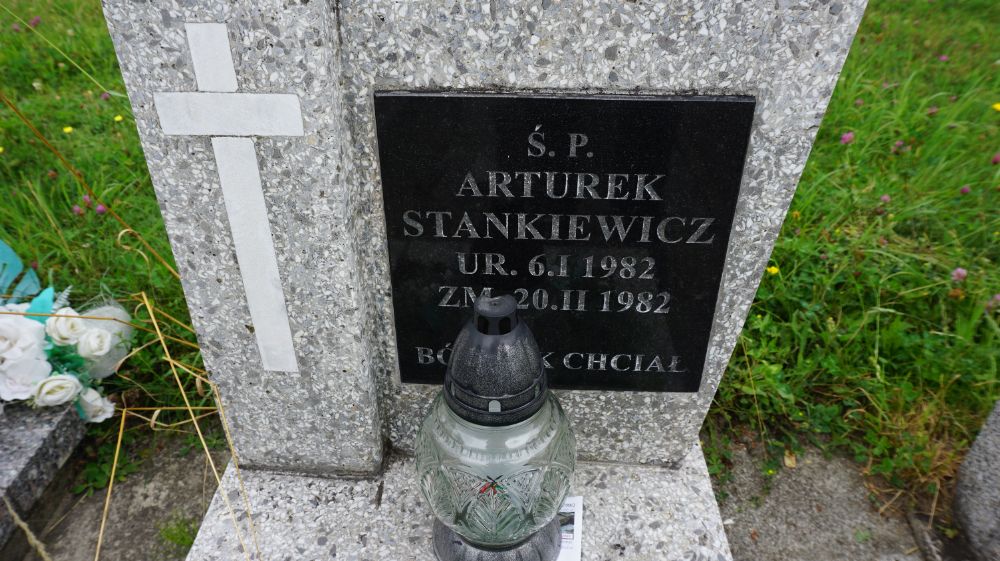 Ś. P.
ARTUREK
STANKIEWICZ
UR. 6.I 1982
ZM. 20.II 1982
CHCIAŁ